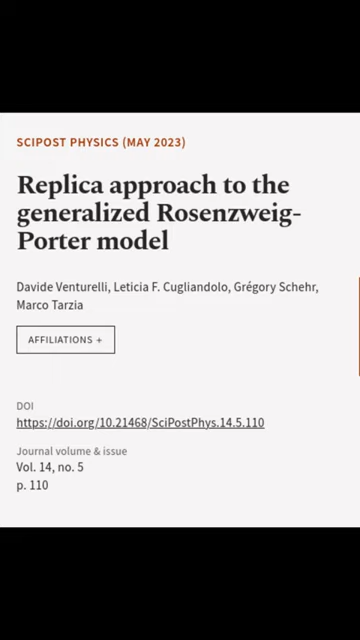 SCIPOST PHYSICS (MAY 2023)
Replica approach to the
generalized Rosenzweig-
Porter model
Davide Venturelli, Leticia F. Cugliandolo, Grégory Schehr,
Marco Tarzia
AFFILIATIONS +
DOI
https://doi.org/10.21468/SciPostPhys.14.5.110
Journal volume & issue
Vol. 14, no. 5
p. 110